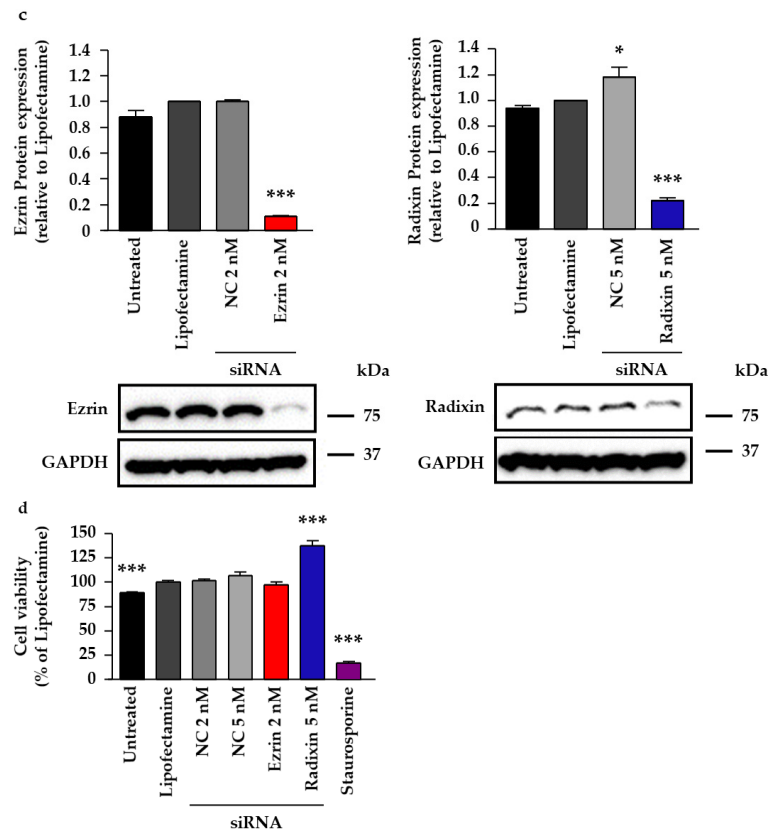 c
Ezrin Protein expression
(relative to Lipofectamine)
1.4
1.2
1.0
0.8
0.6
0.4
0.2
0
***
Untreated
Lipofectamine
NC 2 nM
Ezrin 2 nM
siRNA
kDa
Ezrin
75
GAPDH
37
Radixin Protein expression
(relative to Lipofectamine)
1.4
1.2
1.0
0.8
0.6
0.4
0.2
0
*
***
Untreated
Lipofectamine
NC 5 nM
Radixin 5 nM
siRNA
kDa
Radixin
75
GAPDH
37
d
Cell viability
(% of Lipofectamine)
150
125
100
75
50
25
0
***
***
***
Untreated
Lipofectamine
NC 2 nM
NC 5 nM
Ezrin 2 nM
Radixin 5 nM
Staurosporine
siRNA